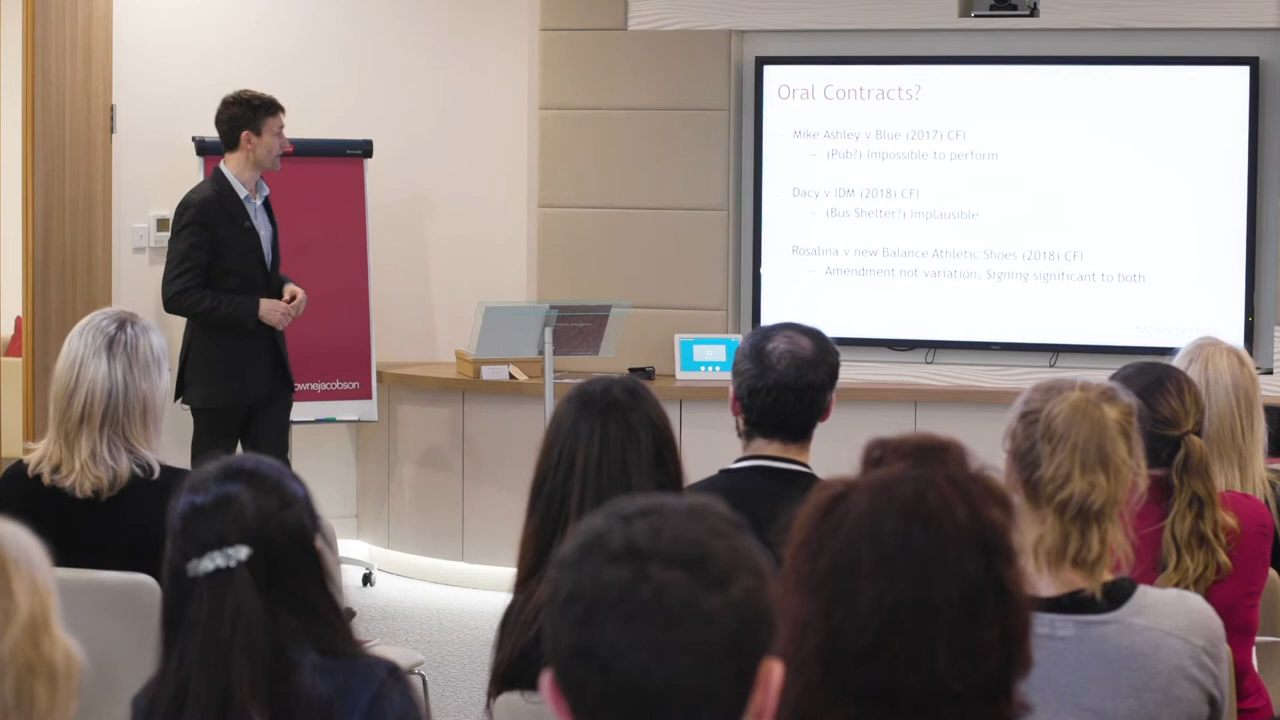 Oral Contracts?
Mike Ashley v Blue (2017) CFI
– (Pub?) Impossible to perform
Dacy v IDM (2018) CFI
– (Bus Shelter?) Implausible
Rosalina v new Balance Athletic Shoes (2018) CFI
– Amendment not variation. Signing significant to both
brownejacobson
ownejacobson